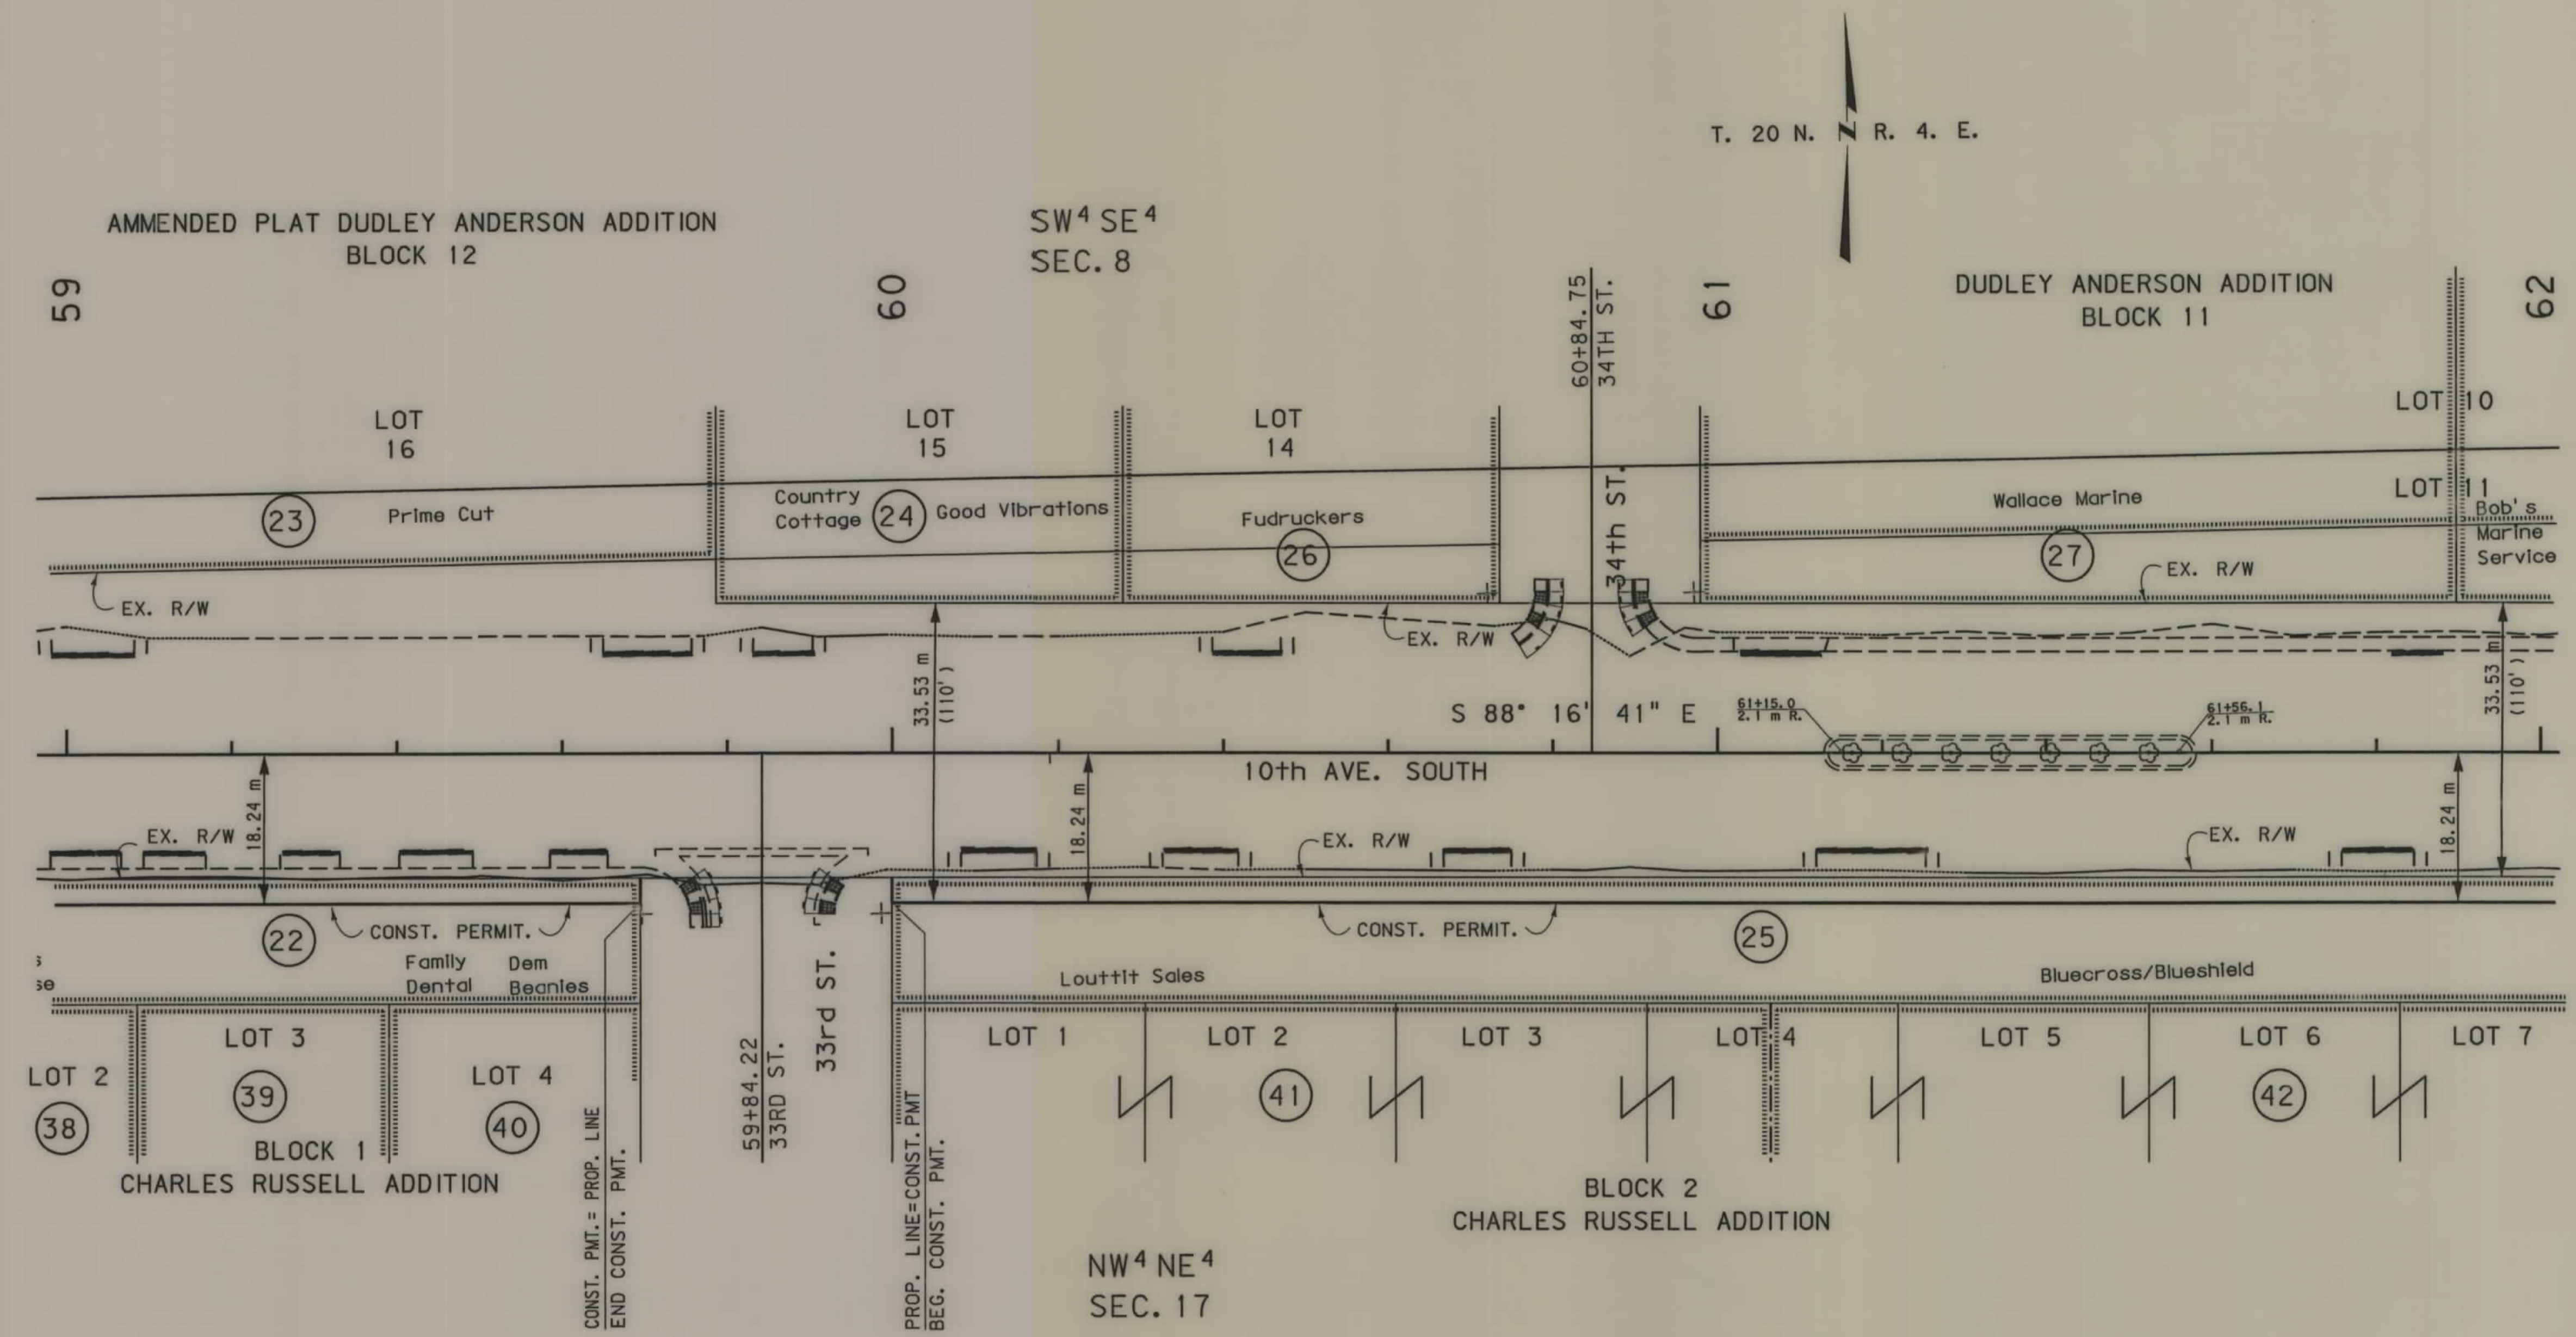 T. 20 N. N R. 4. E.
AMMENDED PLAT DUDLEY ANDERSON ADDITION
BLOCK 12
SW4 SE4
SEC. 8
DUDLEY ANDERSON ADDITION
BLOCK 11
59
60
60+84.75
34TH ST.
61
62
LOT
16
LOT
15
LOT
14
LOT 10
LOT 11
23
Prime Cut
Country
Cottage
24
Good Vibrations
Fudruckers
26
34th ST.
Wallace Marine
27
Bob's
Marine
Service
EX. R/W
EX. R/W
EX. R/W
33.53 m
(110')
S 88° 16' 41" E
61+15.0
2.1 m R.
61+56.1
2.1 m R.
33.53 m
(110')
10th AVE. SOUTH
18.24 m
18.24 m
18.24 m
EX. R/W
EX. R/W
EX. R/W
22
CONST. PERMIT.
CONST. PERMIT.
25
s
se
Family
Dental
Dem
Beanies
Louttit Sales
Bluecross/Blueshield
33rd ST.
59+84.22
33RD ST.
LOT 2
38
LOT 3
39
LOT 4
40
BLOCK 1
CHARLES RUSSELL ADDITION
CONST. PMT.= PROP. LINE
END CONST. PMT.
PROP. LINE=CONST.PMT
BEG. CONST. PMT.
LOT 1
LOT 2
LOT 3
LOT 4
LOT 5
LOT 6
LOT 7
41
42
BLOCK 2
CHARLES RUSSELL ADDITION
NW4 NE4
SEC. 17